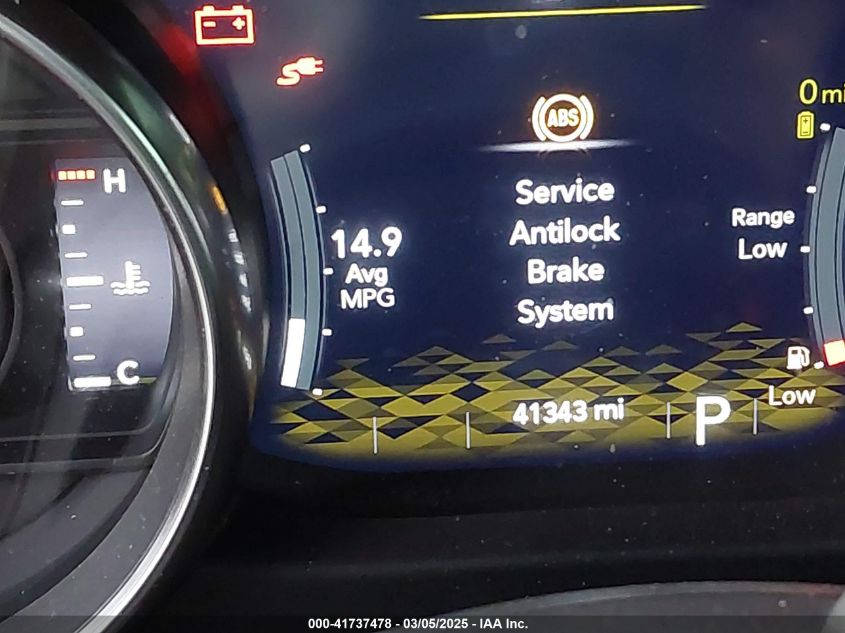 ABS
0 mi
H
Service
Antilock
Brake
System
14.9
Avg
MPG
Range
Low
C
Low
41343 mi
P
000-41737478 - 03/05/2025 - IAA Inc.